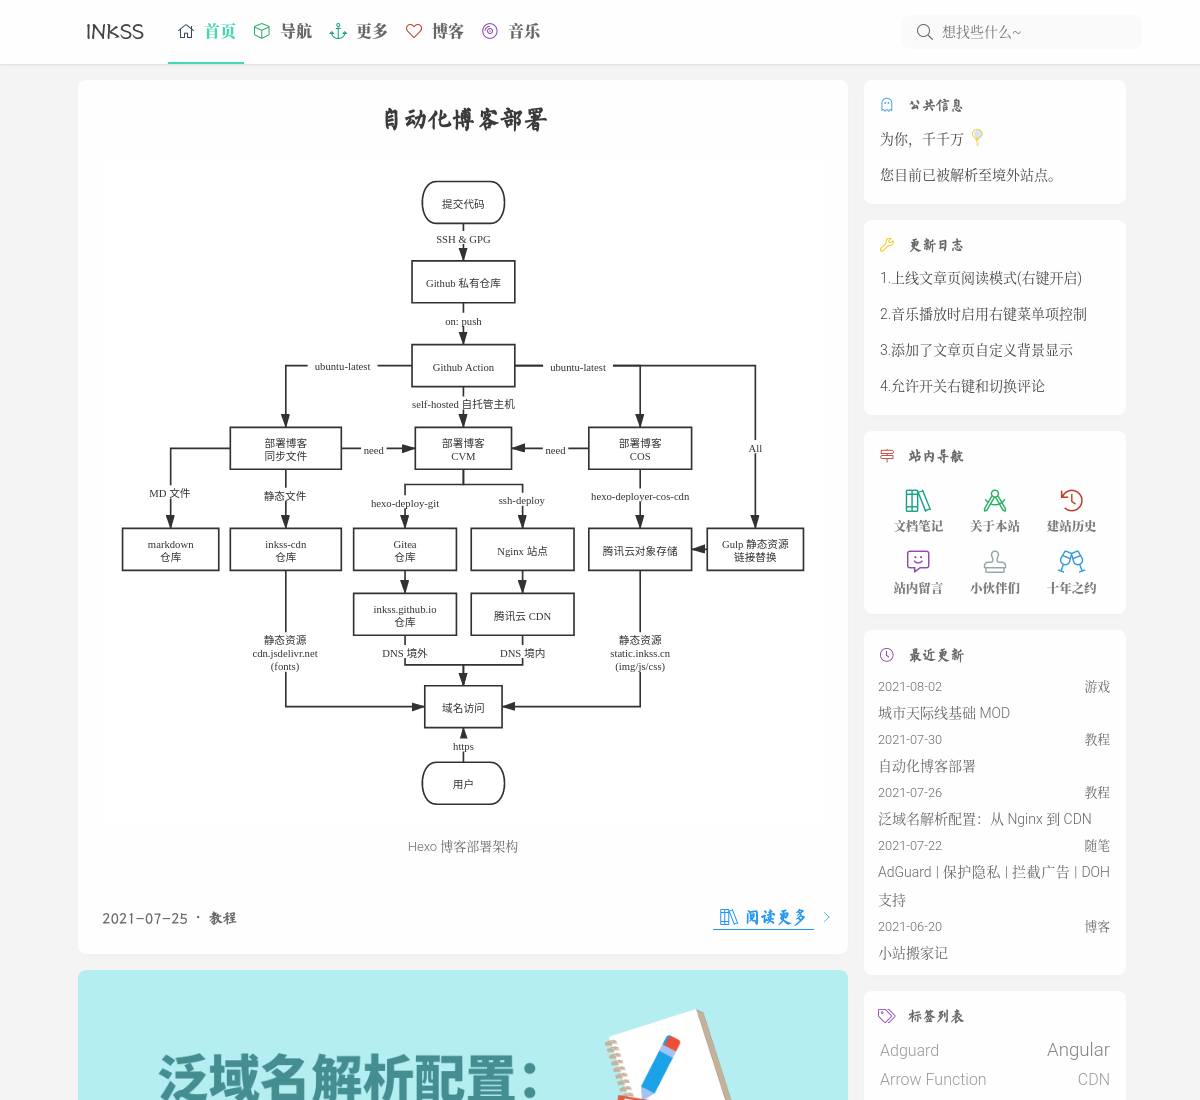 INKSS
首页
导航
更多
博客
音乐
想找些什么~
自动化博客部署
提交代码
SSH & GPG
Github 私有仓库
on: push
ubuntu-latest
Github Action
ubuntu-latest
self-hosted 自托管主机
部署博客
同步文件
need
部署博客
CVM
need
部署博客
COS
All
MD 文件
静态文件
hexo-deploy-git
ssh-deploy
hexo-deployer-cos-cdn
markdown
仓库
inkss-cdn
仓库
Gitea
仓库
Nginx 站点
腾讯云对象存储
Gulp 静态资源
链接替换
inkss.github.io
仓库
腾讯云 CDN
静态资源
cdn.jsdelivr.net
(fonts)
DNS 境外
DNS 境内
静态资源
static.inkss.cn
(img/js/css)
域名访问
https
用户
Hexo 博客部署架构
2021-07-25 · 教程
阅读更多
泛域名解析配置：
公共信息
为你，千千万
您目前已被解析至境外站点。
更新日志
1.上线文章页阅读模式(右键开启)
2.音乐播放时启用右键菜单项控制
3.添加了文章页自定义背景显示
4.允许开关右键和切换评论
站内导航
文档笔记
关于本站
建站历史
站内留言
小伙伴们
十年之约
最近更新
2021-08-02 游戏
城市天际线基础 MOD
2021-07-30 教程
自动化博客部署
2021-07-26 教程
泛域名解析配置：从 Nginx 到 CDN
2021-07-22 随笔
AdGuard | 保护隐私 | 拦截广告 | DOH
支持
2021-06-20 博客
小站搬家记
标签列表
Adguard Angular
Arrow Function CDN